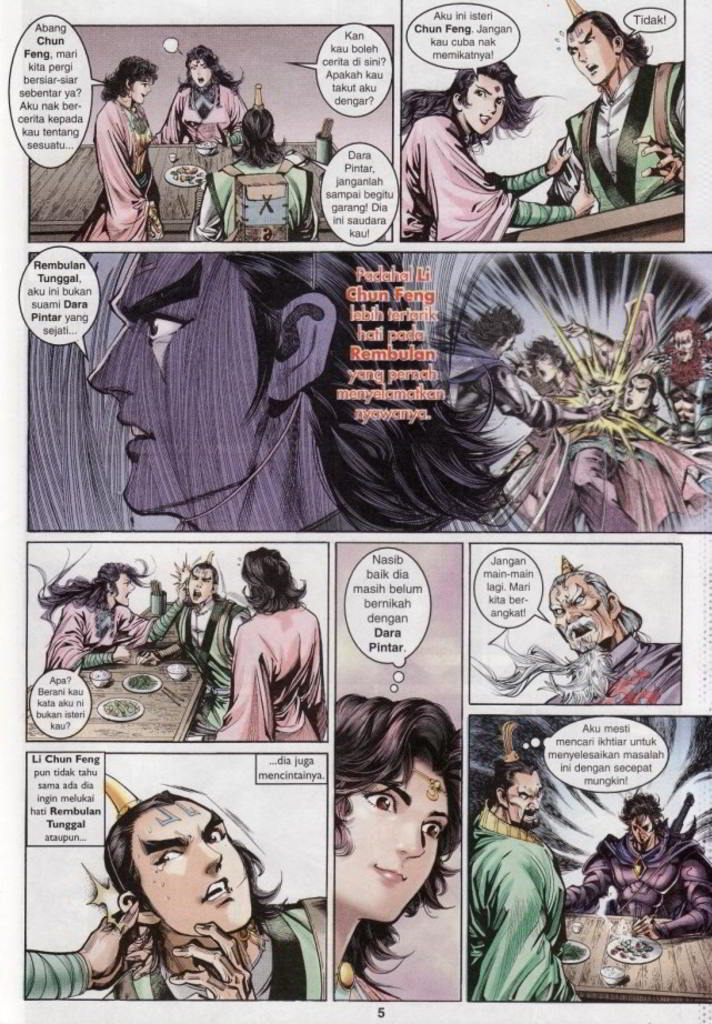 Abang
Chun
Feng, mari
kita pergi
bersiar-siar
sebentar ya?
Aku nak ber-
cerita kepada
kau tentang
sesuatu...
Kan
kau boleh
cerita di sini?
Apakah kau
takut aku
dengar?
Dara
Pintar,
janganlah
sampai begitu
garang! Dia
ini saudara
kau!
Aku ini isteri
Chun Feng. Jangan
kau cuba nak
memikatnya!
Tidak!
Rembulan
Tunggal,
aku ini bukan
suami Dara
Pintar yang
sejati...
Padahal Li
Chun Feng
lebih tertarik
hati pada
Rembulan
yang pernah
menyelamatkan
nyawanya.
Apa?
Berani kau
kata aku ni
bukan isteri
kau?
Nasib
baik dia
masih belum
bernikah
dengan
Dara
Pintar.
Jangan
main-main
lagi. Mari
kita ber-
angkat!
Li Chun Feng
pun tidak tahu
sama ada dia
ingin melukai
hati Rembulan
Tunggal
ataupun...
...dia juga
mencintainya.
Aku mesti
mencari ikhtiar untuk
menyelesaikan masalah
ini dengan secepat
mungkin!
5